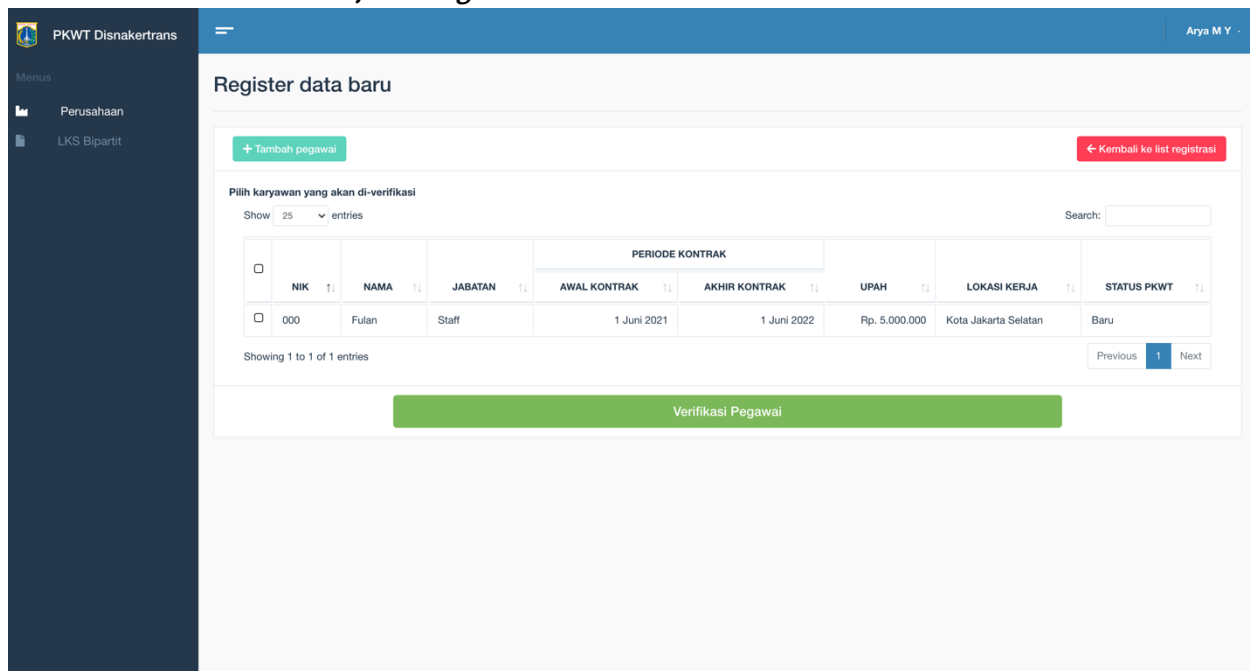 PKWT Disnakertrans
Arya M Y
Menus
Perusahaan
LKS Bipartit
Register data baru
+ Tambah pegawai
← Kembali ke list registrasi
Pilih karyawan yang akan di-verifikasi
Show 25 entries
Search:
PERIODE KONTRAK
NIK NAMA JABATAN AWAL KONTRAK AKHIR KONTRAK UPAH LOKASI KERJA STATUS PKWT
000 Fulan Staff 1 Juni 2021 1 Juni 2022 Rp. 5.000.000 Kota Jakarta Selatan Baru
Showing 1 to 1 of 1 entries
Previous 1 Next
Verifikasi Pegawai